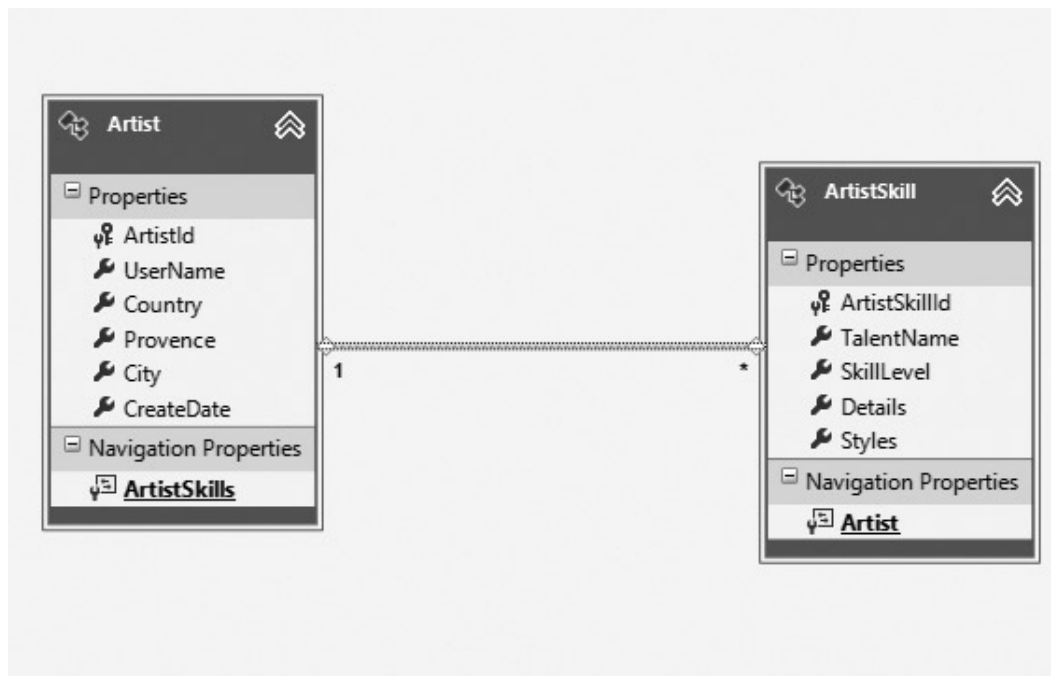 Artist
Properties
ArtistId
UserName
Country
Provence
City
CreateDate
Navigation Properties
ArtistSkills
1
*
ArtistSkill
Properties
ArtistSkillId
TalentName
SkillLevel
Details
Styles
Navigation Properties
Artist